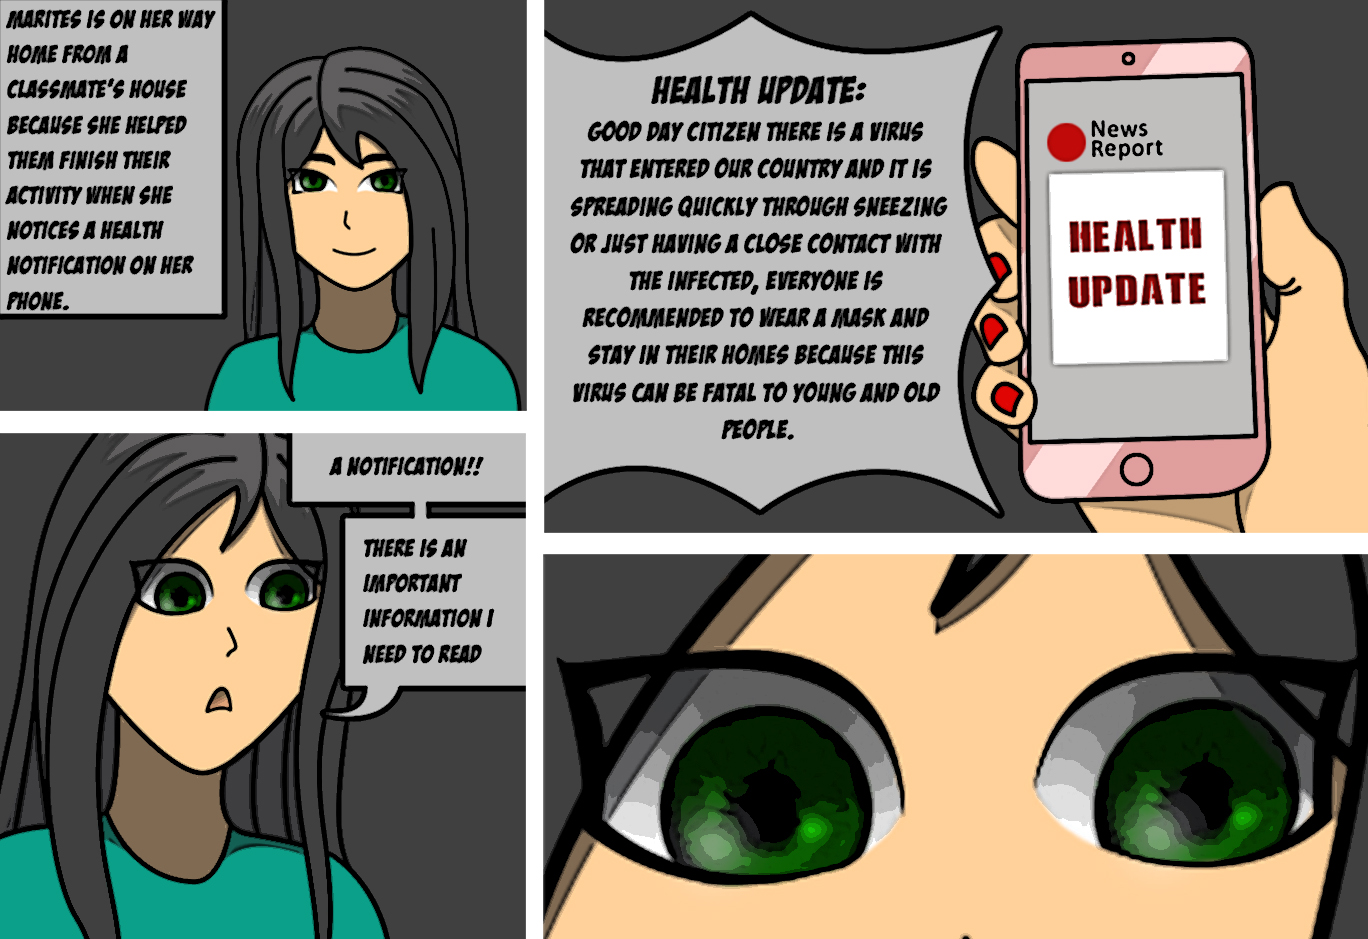 MARITES IS ON HER WAY
HOME FROM A
CLASSMATE'S HOUSE
BECAUSE SHE HELPED
THEM FINISH THEIR
ACTIVITY WHEN SHE
NOTICES A HEALTH
NOTIFICATION ON HER
PHONE.
A NOTIFICATION!!
THERE IS AN
IMPORTANT
INFORMATION I
NEED TO READ
HEALTH UPDATE:
GOOD DAY CITIZEN THERE IS A VIRUS
THAT ENTERED OUR COUNTRY AND IT IS
SPREADING QUICKLY THROUGH SNEEZING
OR JUST HAVING A CLOSE CONTACT WITH
THE INFECTED, EVERYONE IS
RECOMMENDED TO WEAR A MASK AND
STAY IN THEIR HOMES BECAUSE THIS
VIRUS CAN BE FATAL TO YOUNG AND OLD
PEOPLE.
News
Report
HEALTH
UPDATE